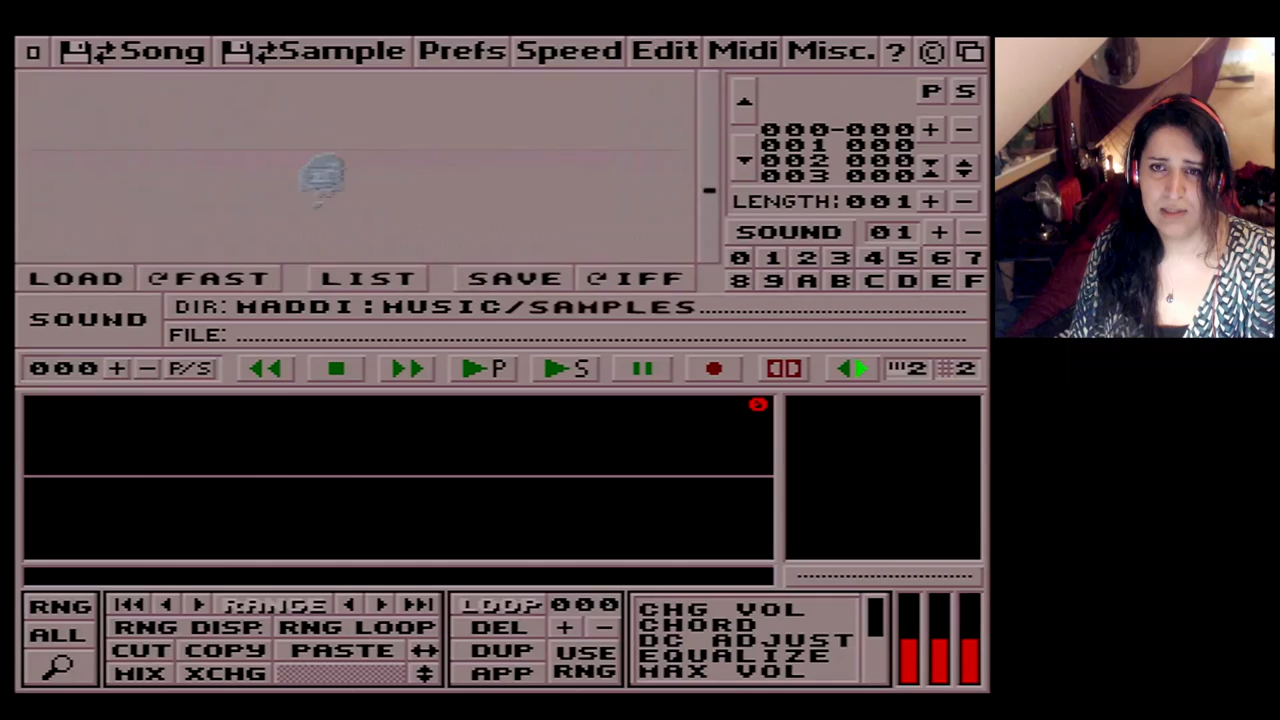 Song Sample Prefs Speed Edit Midi Misc. ? ©
P S
000-000 + -
001 000
002 000
003 000
LENGTH: 001 + -
SOUND 01 + -
0 1 2 3 4 5 6 7
8 9 A B C D E F
LOAD FAST LIST SAVE IFF
SOUND
DIR: HADDI:MUSIC/SAMPLES
FILE:
000 + - P/S P S 2 2
RNG
ALL
RANGE
RNG DISP. RNG LOOP
CUT COPY PASTE
MIX XCHG
LOOP 000
DEL + -
DUP USE
APP RNG
CHG VOL
CHORD
DC ADJUST
EQUALIZE
MAX VOL